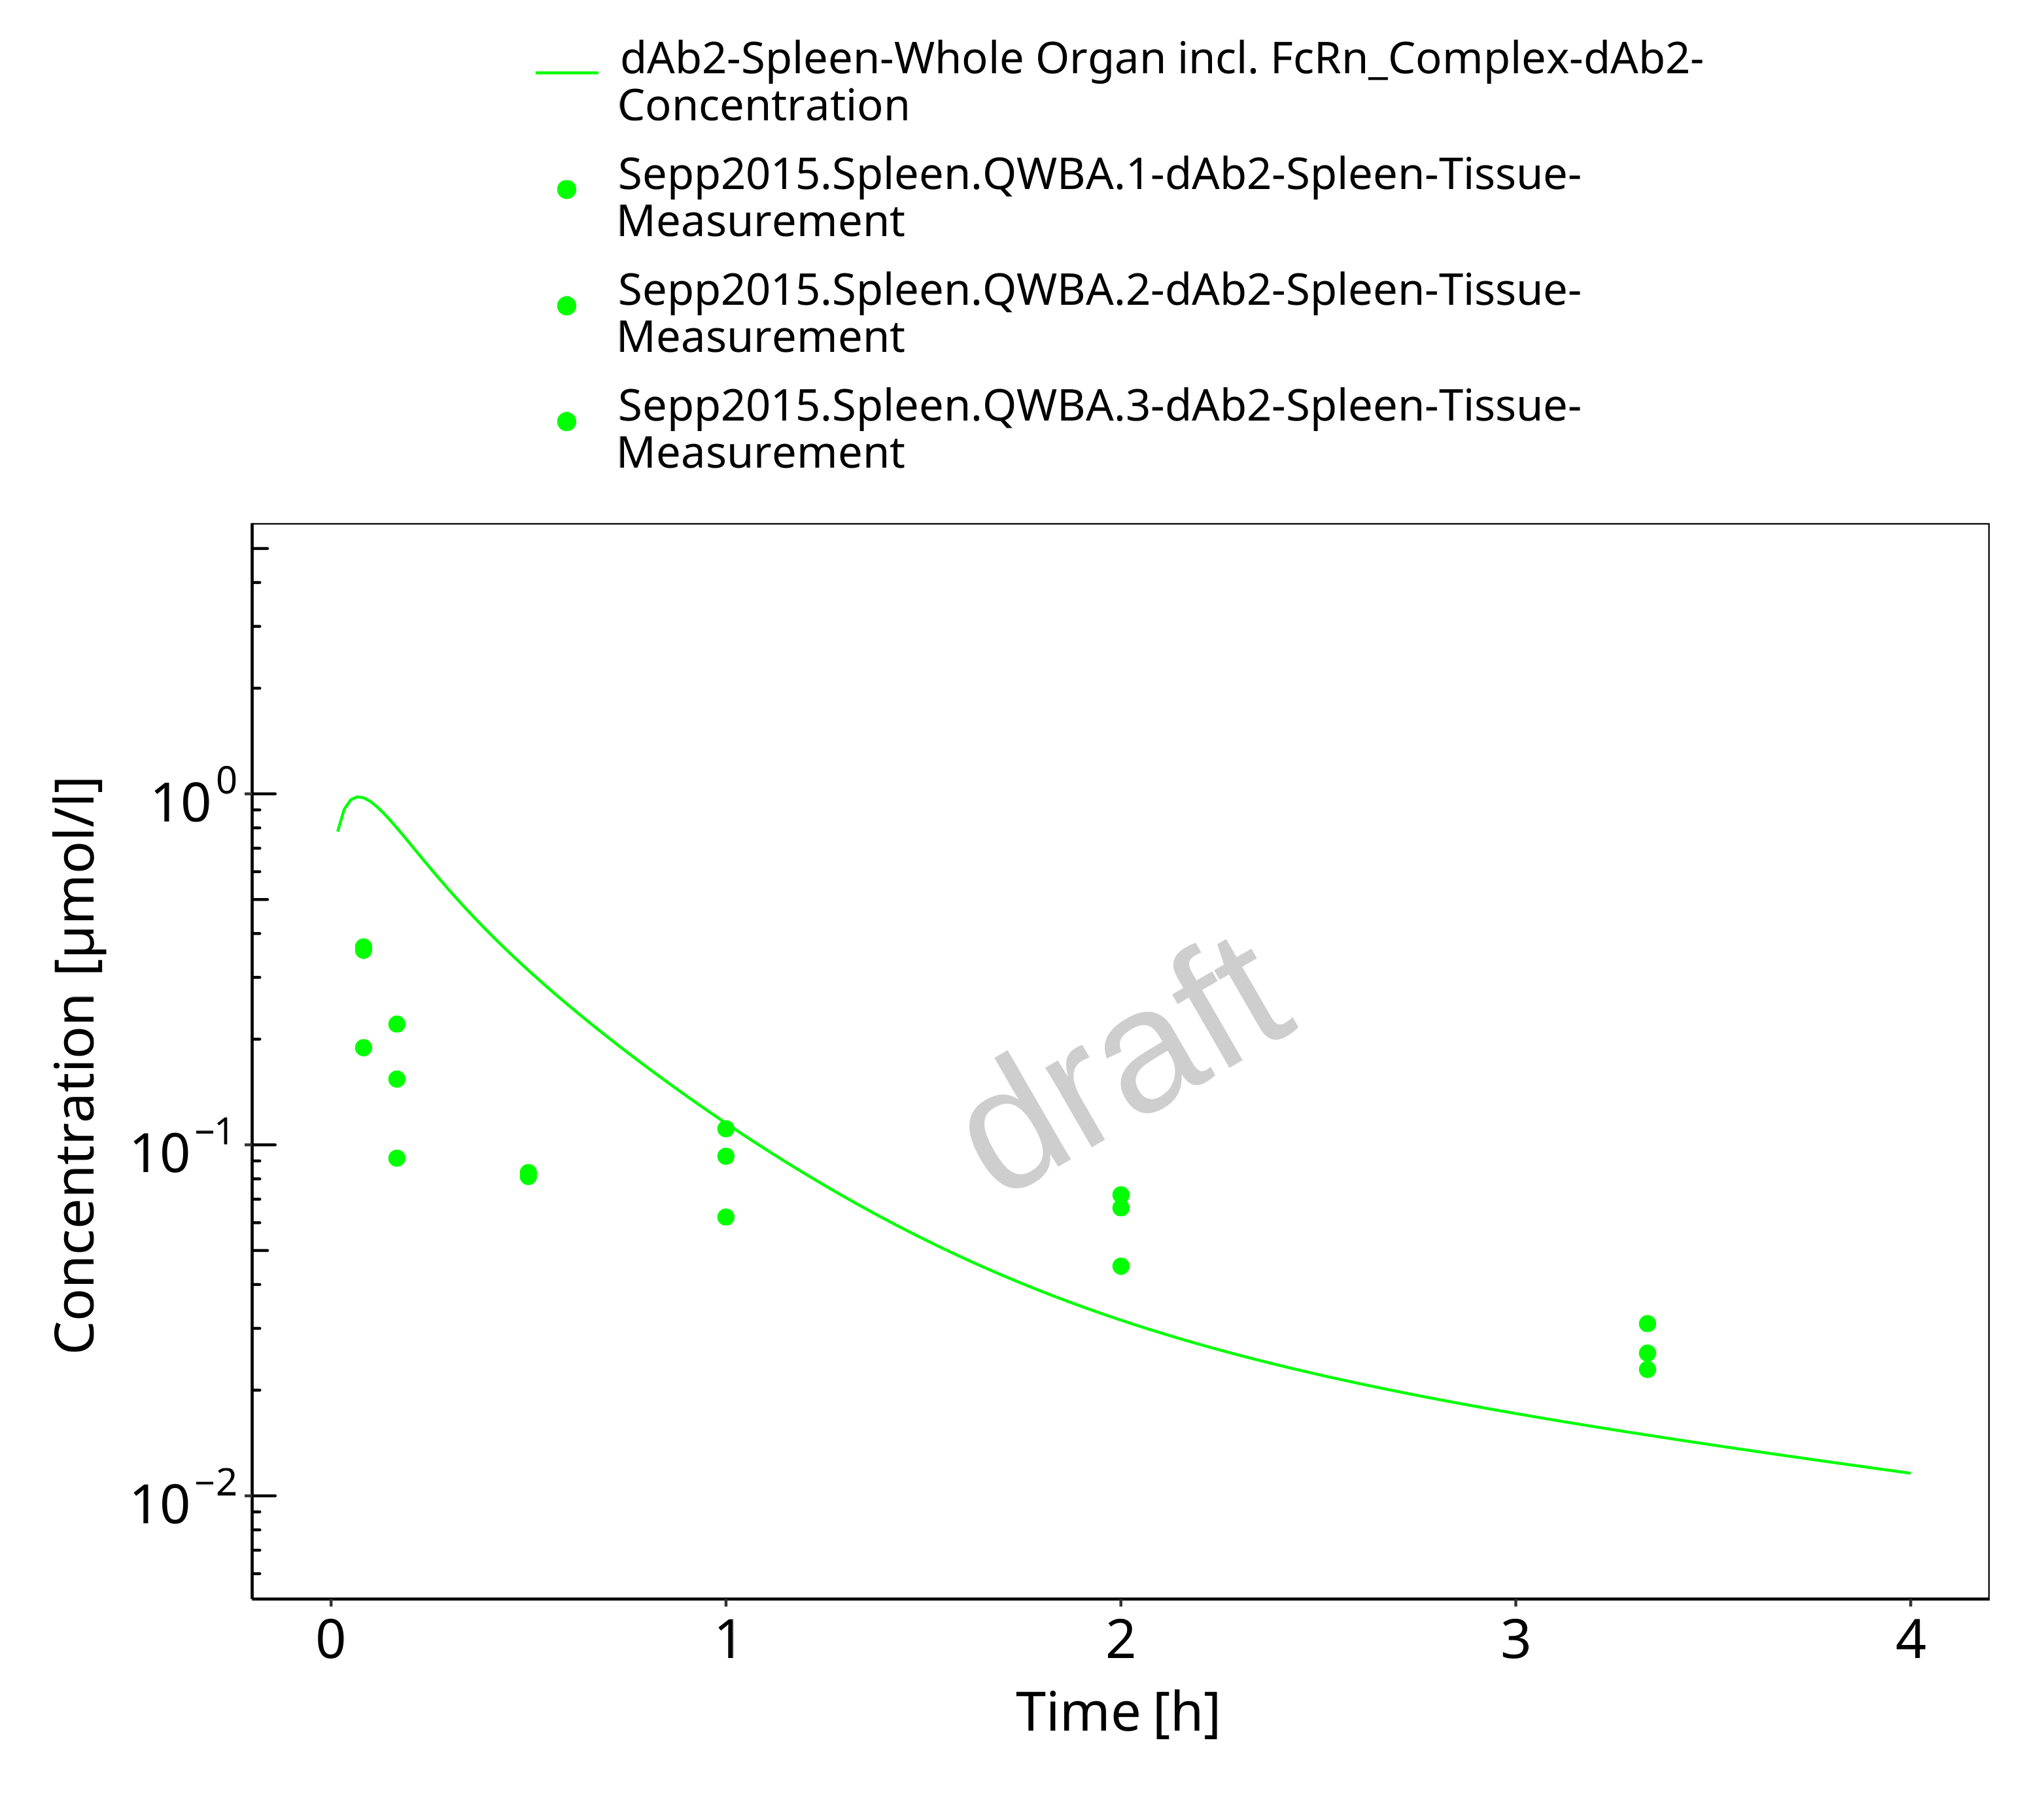 dAb2-Spleen-Whole Organ incl. FcRn_Complex-dAb2-
Concentration
Sepp2015.Spleen.QWBA.1-dAb2-Spleen-Tissue-
Measurement
Sepp2015.Spleen.QWBA.2-dAb2-Spleen-Tissue-
Measurement
Sepp2015.Spleen.QWBA.3-dAb2-Spleen-Tissue-
Measurement
Concentration [µmol/l]
10⁰
10⁻¹
10⁻²
draft
0 1 2 3 4
Time [h]